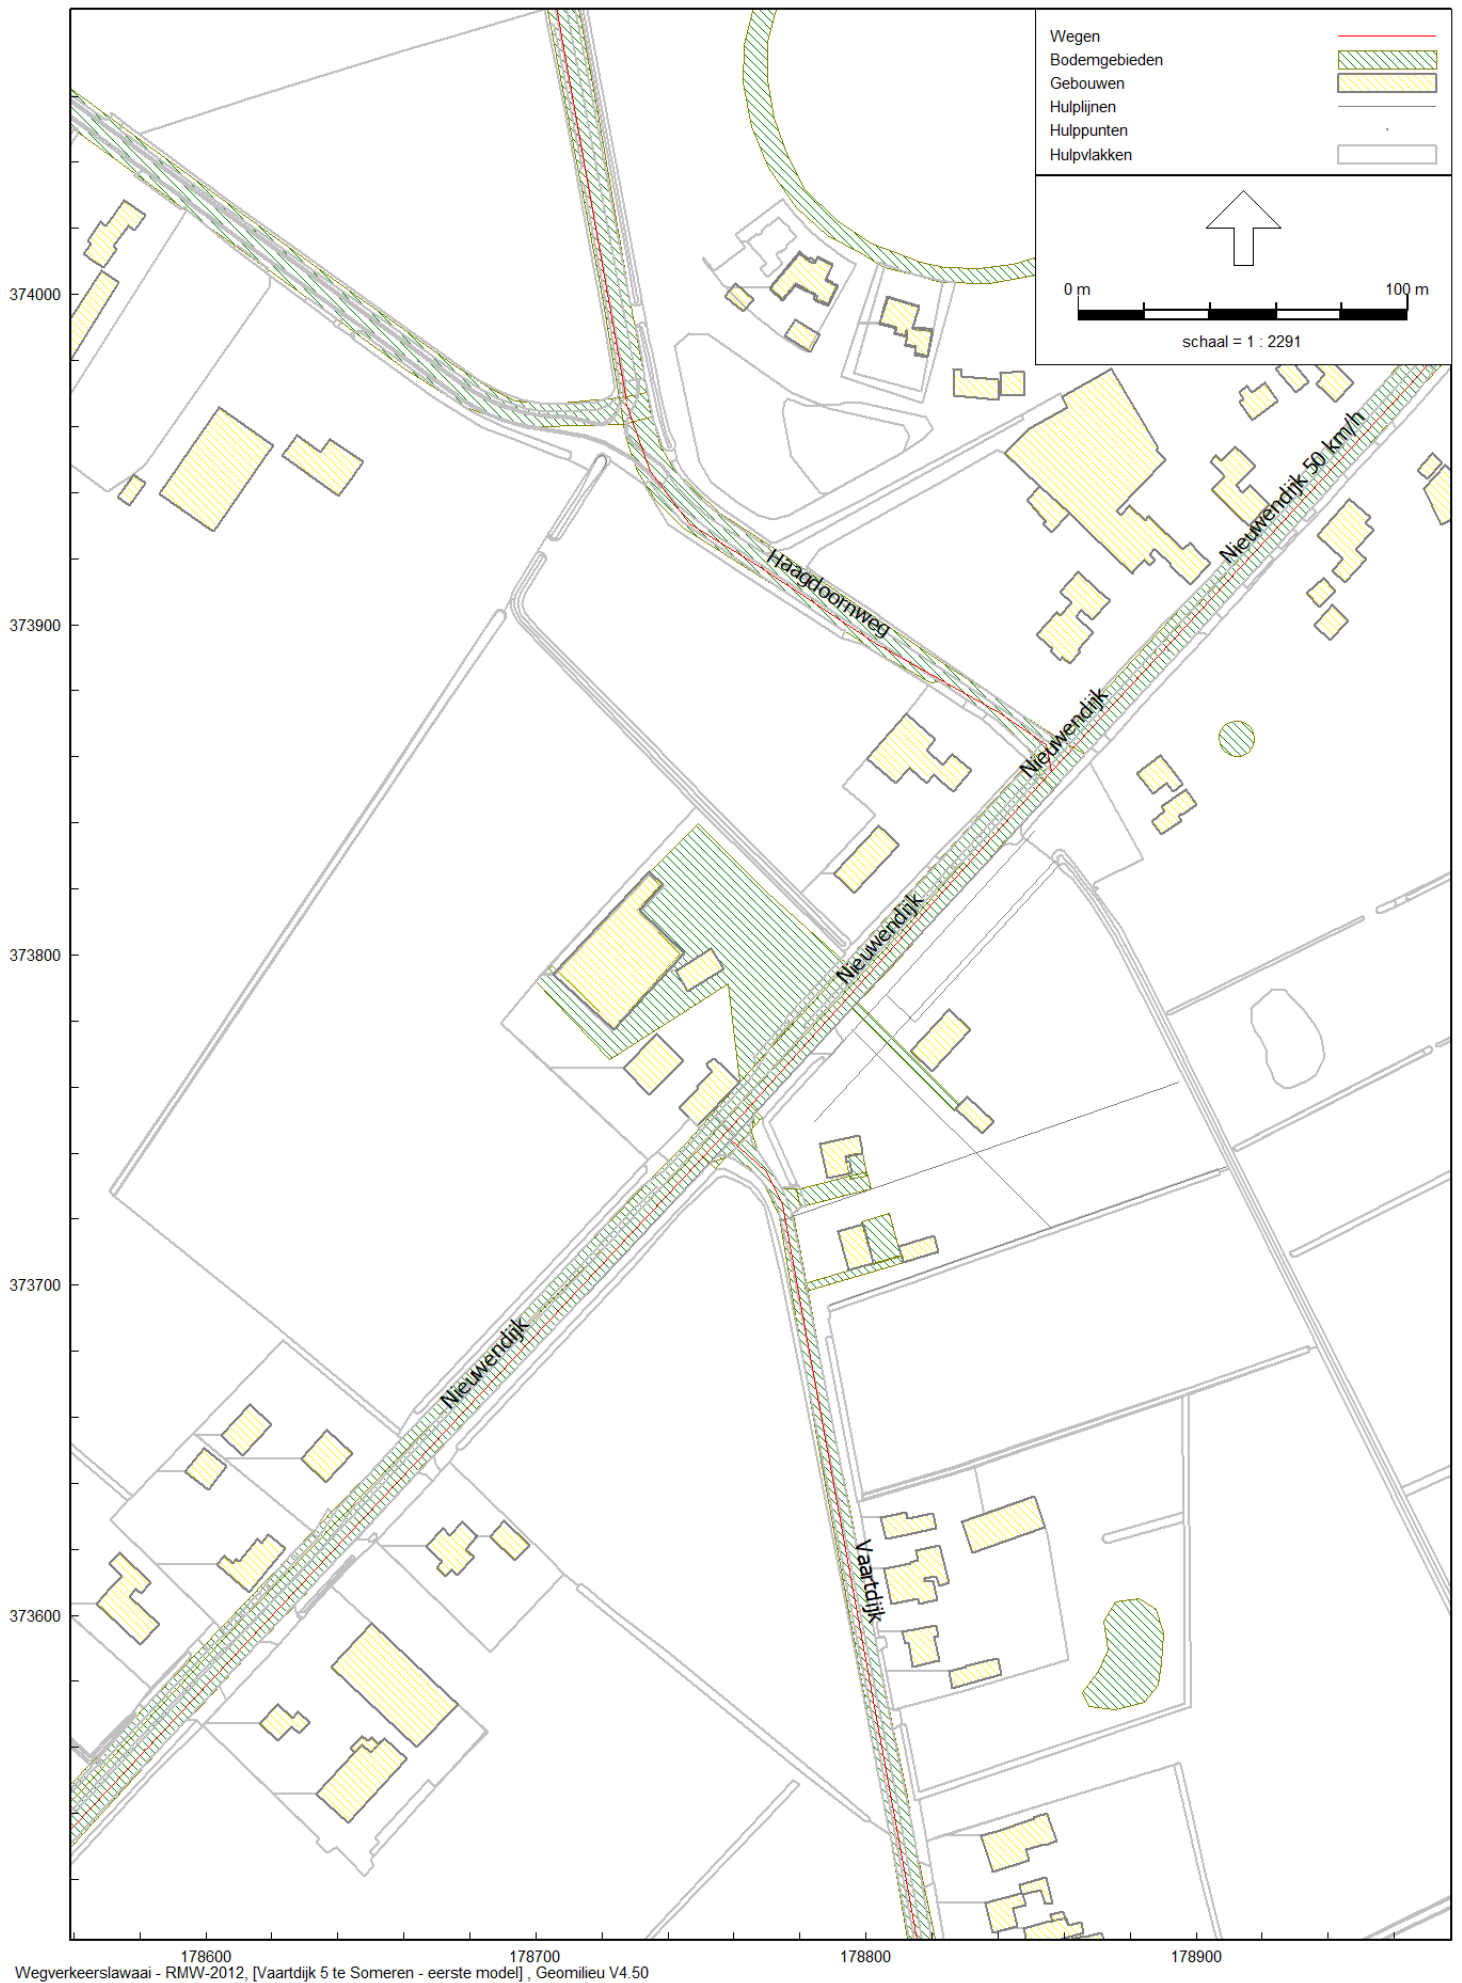 Wegen
Bodemgebieden
Gebouwen
Hulplijnen
Hulppunten
Hulpvlakken
0 m 100 m
schaal = 1 : 2291
374000
Nieuwendijk 50 km/h
Haagdoornweg
373900
Nieuwendijk
Nieuwendijk
373800
373700
Nieuwendijk
Vaartdijk
373600
178600 178700 178800 178900
Wegverkeerslawaai - RMW-2012, [Vaartdijk 5 te Someren - eerste model] , Geomilieu V4.50